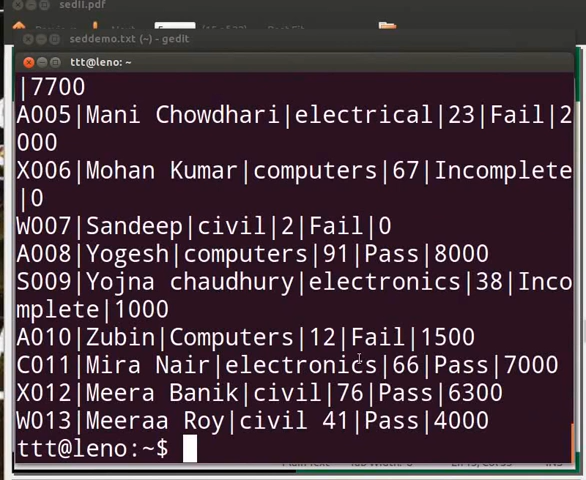 sedII.pdf
seddemo.txt (~) - gedit
ttt@leno: ~
|7700
A005|Mani Chowdhari|electrical|23|Fail|2
000
X006|Mohan Kumar|computers|67|Incomplete
|0
W007|Sandeep|civil|2|Fail|0
A008|Yogesh|computers|91|Pass|8000
S009|Yojna chaudhury|electronics|38|Inco
mplete|1000
A010|Zubin|Computers|12|Fail|1500
C011|Mira Nair|electronics|66|Pass|7000
X012|Meera Banik|civil|76|Pass|6300
W013|Meeraa Roy|civil 41|Pass|4000
ttt@leno:~$